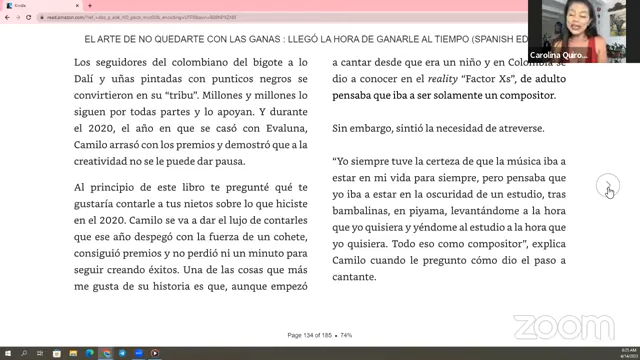 Kindle
EL ARTE DE NO QUEDARTE CON LAS GANAS : LLEGÓ LA HORA DE GANARLE AL TIEMPO (SPANISH ED
Carolina Quiro...
Los seguidores del colombiano del bigote a lo
Dalí y uñas pintadas con punticos negros se
convirtieron en su “tribu”. Millones y millones lo
siguen por todas partes y lo apoyan. Y durante
el 2020, el año en que se casó con Evaluna,
Camilo arrasó con los premios y demostró que a la
creatividad no se le puede dar pausa.
Al principio de este libro te pregunté qué te
gustaría contarle a tus nietos sobre lo que hiciste
en el 2020. Camilo se va a dar el lujo de contarles
que ese año despegó con la fuerza de un cohete,
consiguió premios y no perdió ni un minuto para
seguir creando éxitos. Una de las cosas que más
me gusta de su historia es que, aunque empezó
a cantar desde que era un niño y en Colombia se
dio a conocer en el reality “Factor Xs”, de adulto
pensaba que iba a ser solamente un compositor.
Sin embargo, sintió la necesidad de atreverse.
“Yo siempre tuve la certeza de que la música iba a
estar en mi vida para siempre, pero pensaba que
yo iba a estar en la oscuridad de un estudio, tras
bambalinas, en piyama, levantándome a la hora
que yo quisiera y yéndome al estudio a la hora que
yo quisiera. Todo eso como compositor”, explica
Camilo cuando le pregunto cómo dio el paso a
cantante.
Page 134 of 185 • 74%
zoom